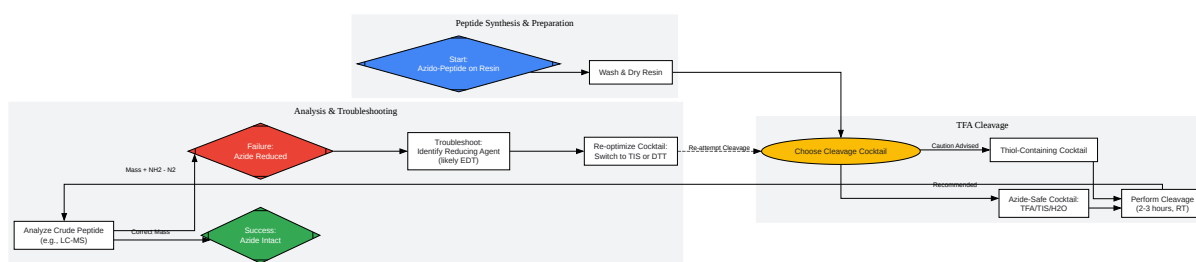 Peptide Synthesis & Preparation
Start:
Azido-Peptide on Resin
Wash & Dry Resin
Analysis & Troubleshooting
Failure:
Azide Reduced
Troubleshoot:
Identify Reducing Agent
(likely EDT)
Re-optimize Cocktail:
Switch to TIS or DTT
Re-attempt Cleavage
TFA Cleavage
Choose Cleavage Cocktail
Caution Advised
Thiol-Containing Cocktail
Mass + NH2 - N2
Recommended
Azide-Safe Cocktail:
TFA/TIS/H2O
Perform Cleavage
(2-3 hours, RT)
Analyze Crude Peptide
(e.g., LC-MS)
Correct Mass
Success:
Azide Intact